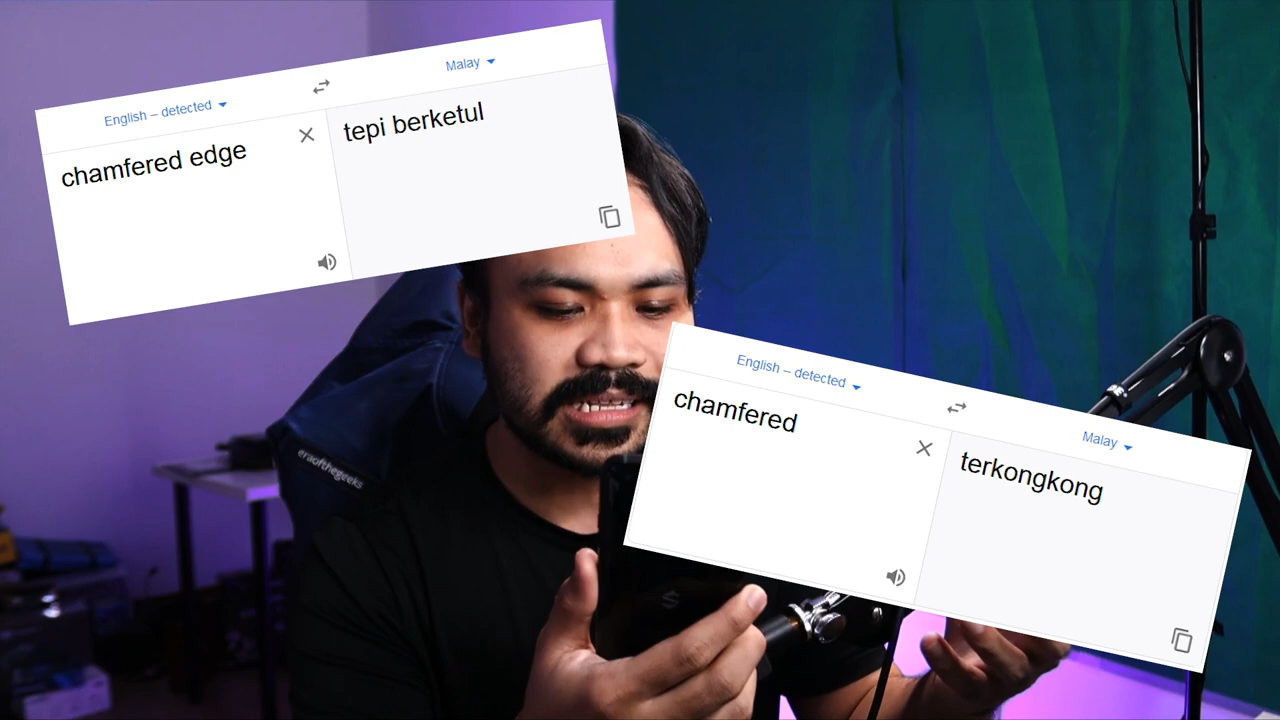 English – detected
Malay
chamfered edge
tepi berketul
English – detected
Malay
chamfered
terkongkong
eraofthegeeks